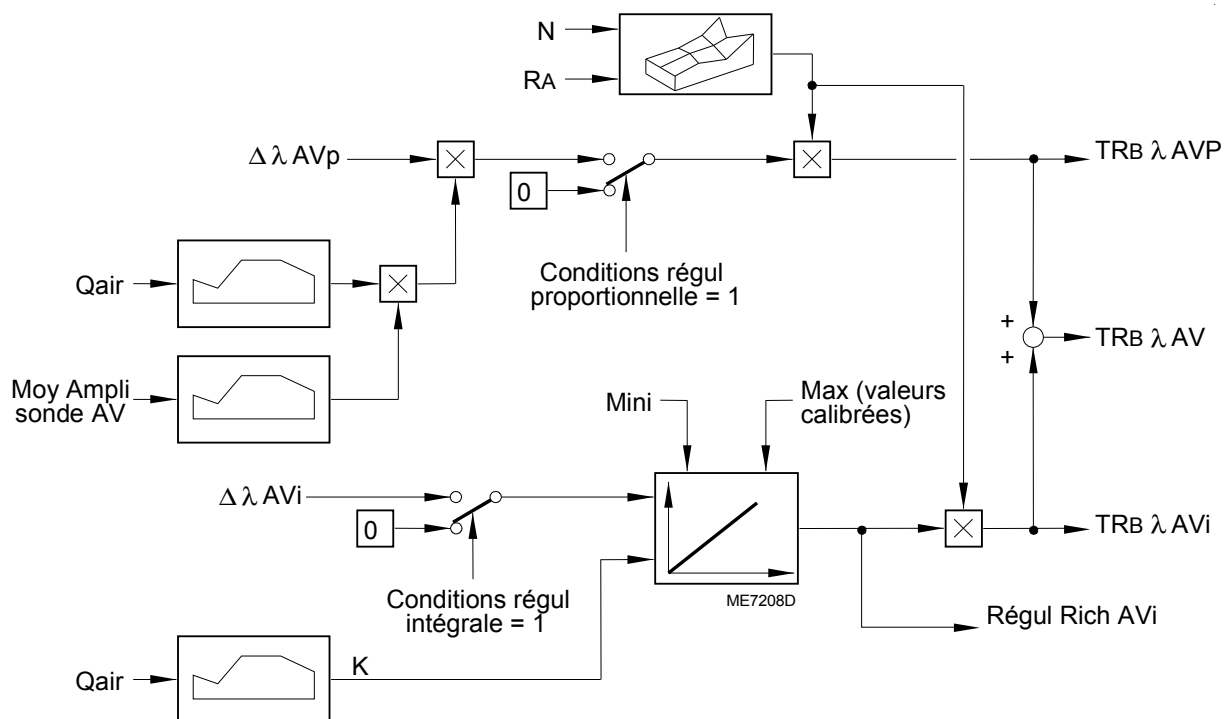 N
RA
Δ λ AVp
0
TRB λ AVP
Conditions régul
proportionnelle = 1
Qair
+
+
TRB λ AV
Moy Ampli
sonde AV
Mini
Max (valeurs
calibrées)
Δ λ AVi
0
TRB λ AVi
ME7208D
Conditions régul
intégrale = 1
Régul Rich AVi
K
Qair